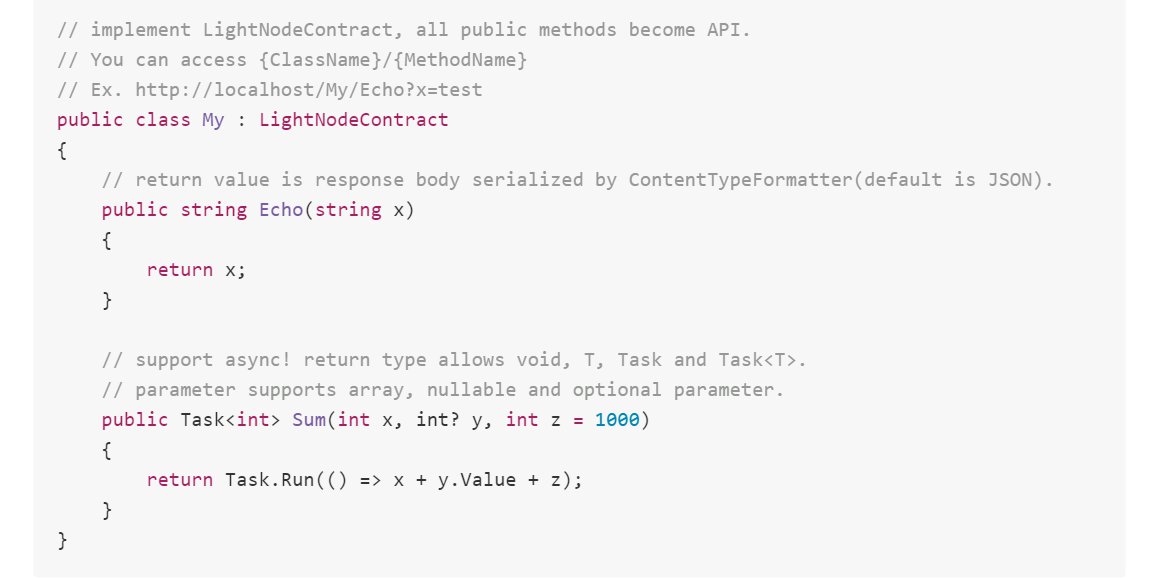 // implement LightNodeContract, all public methods become API.
// You can access {ClassName}/{MethodName}
// Ex. http://localhost/My/Echo?x=test
public class My : LightNodeContract
{
    // return value is response body serialized by ContentTypeFormatter(default is JSON).
    public string Echo(string x)
    {
        return x;
    }

    // support async! return type allows void, T, Task and Task<T>.
    // parameter supports array, nullable and optional parameter.
    public Task<int> Sum(int x, int? y, int z = 1000)
    {
        return Task.Run(() => x + y.Value + z);
    }
}